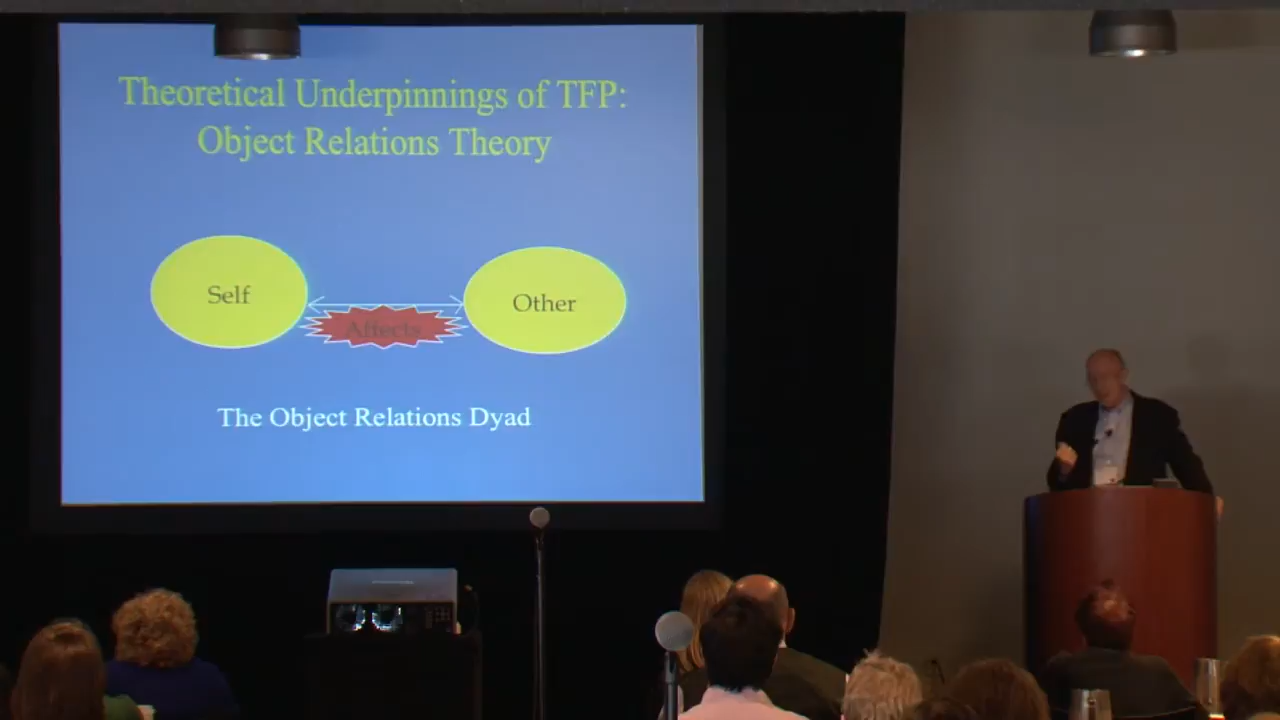 Theoretical Underpinnings of TFP:
Object Relations Theory
Self
Other
Affects
The Object Relations Dyad